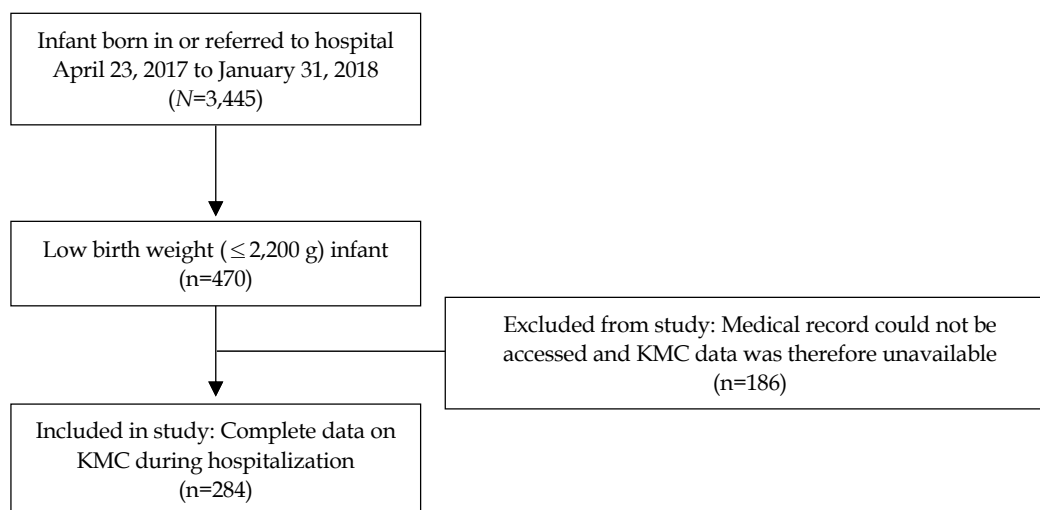 Infant born in or referred to hospital
April 23, 2017 to January 31, 2018
(N=3,445)
Low birth weight (≤ 2,200 g) infant
(n=470)
Excluded from study: Medical record could not be
accessed and KMC data was therefore unavailable
(n=186)
Included in study: Complete data on
KMC during hospitalization
(n=284)